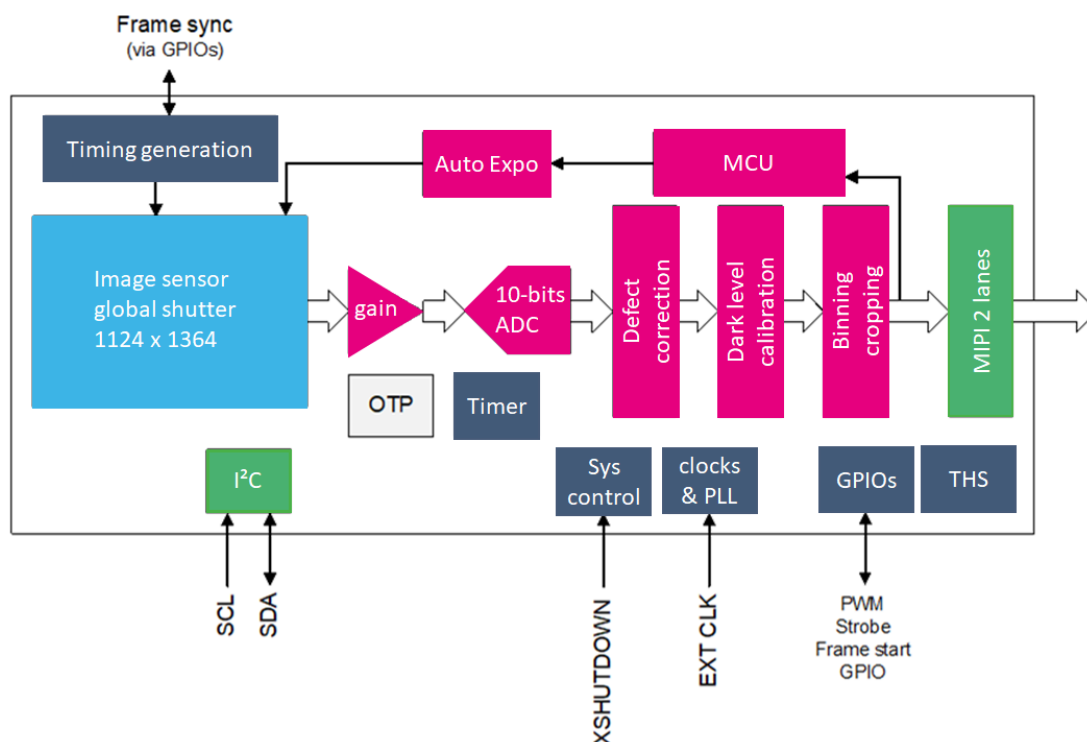 Frame sync
(via GPIOs)
Timing generation
Auto Expo
MCU
Image sensor
global shutter
1124 x 1364
gain
10-bits
ADC
Defect
correction
Dark level
calibration
Binning
cropping
MIPI 2 lanes
OTP
Timer
I²C
Sys
control
clocks
& PLL
GPIOs
THS
SCL
SDA
XSHUTDOWN
EXT CLK
PWM
Strobe
Frame start
GPIO